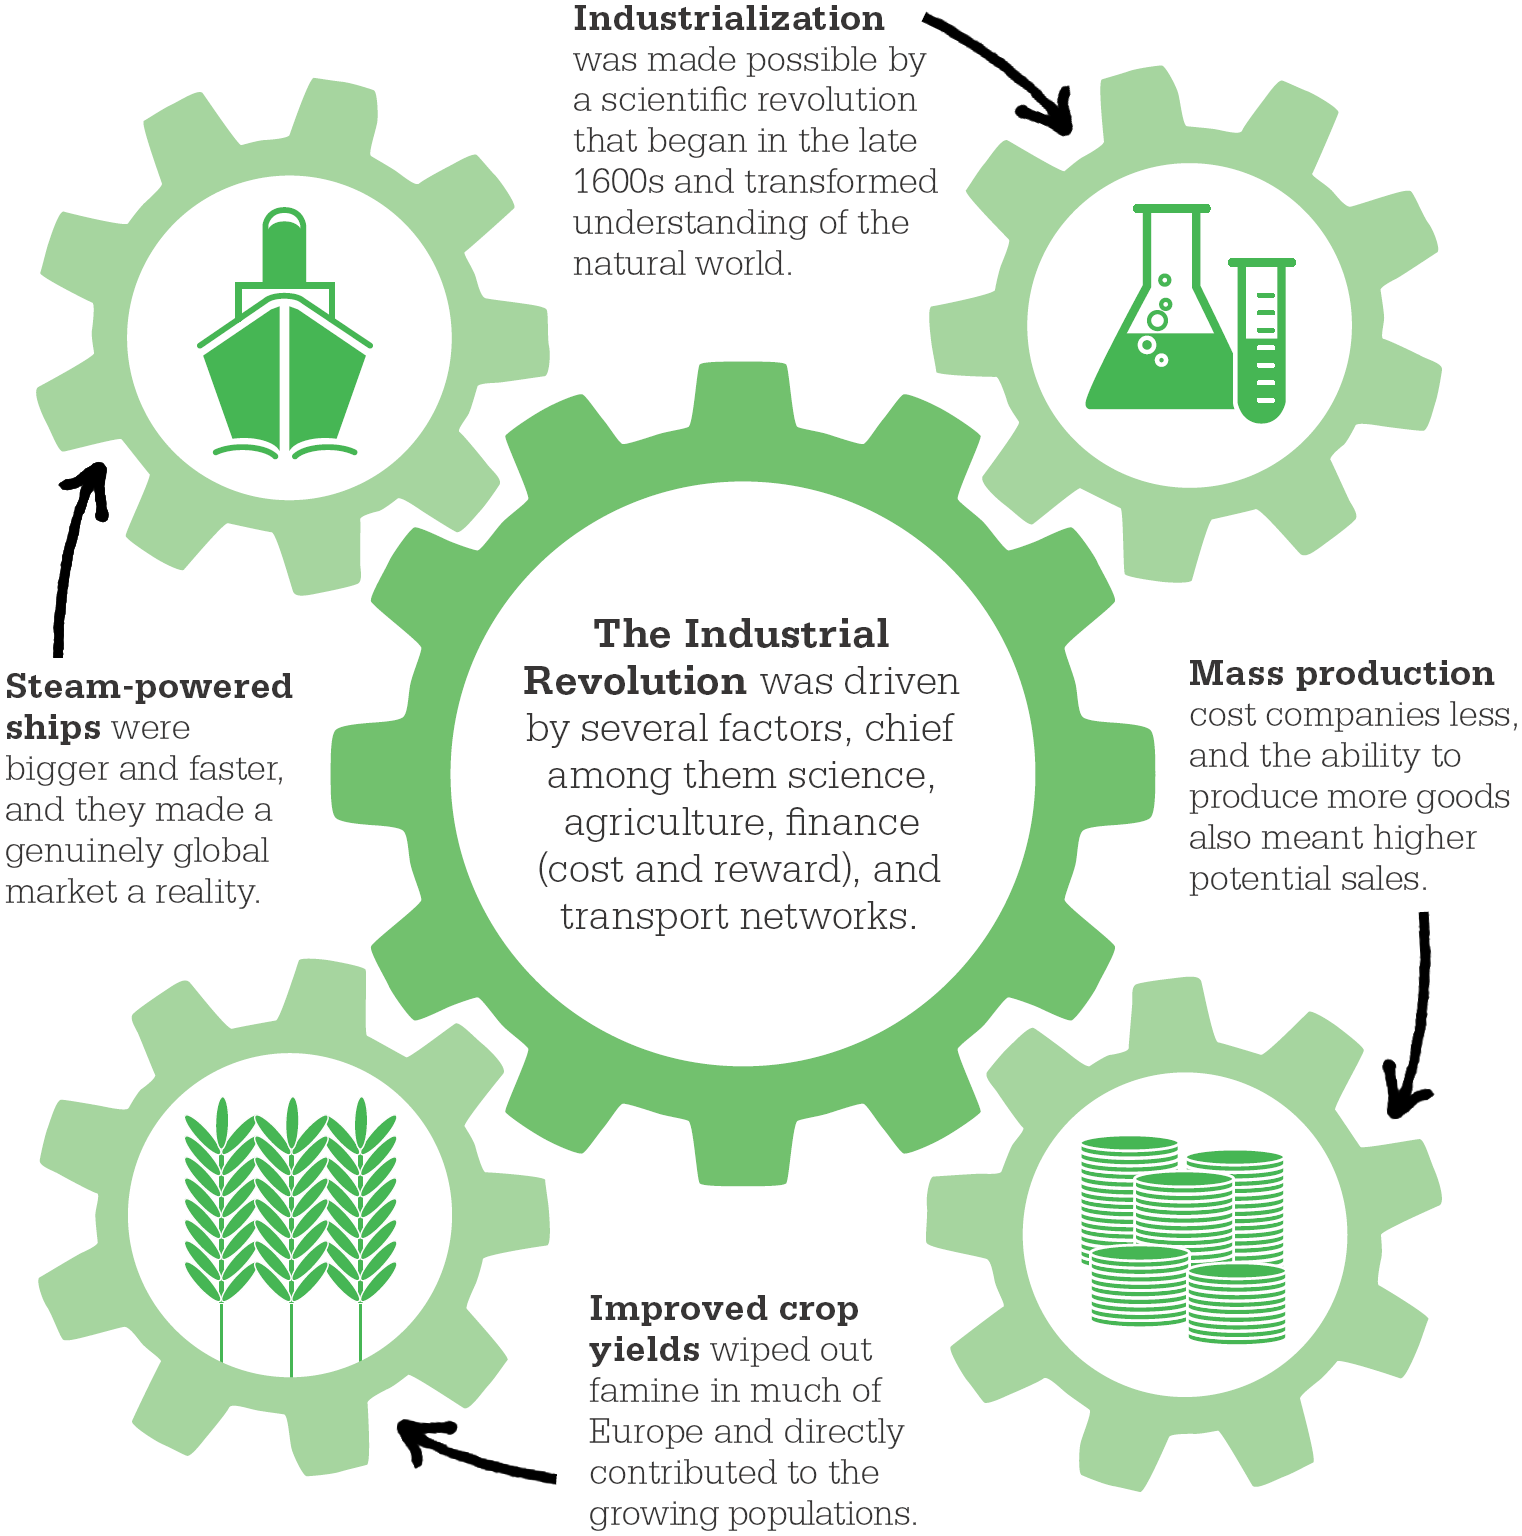 Industrialization
was made possible by
a scientific revolution
that began in the late
1600s and transformed
understanding of the
natural world.
The Industrial
Revolution was driven
by several factors, chief
among them science,
agriculture, finance
(cost and reward), and
transport networks.
Steam-powered
ships were
bigger and faster,
and they made a
genuinely global
market a reality.
Mass production
cost companies less,
and the ability to
produce more goods
also meant higher
potential sales.
Improved crop
yields wiped out
famine in much of
Europe and directly
contributed to the
growing populations.